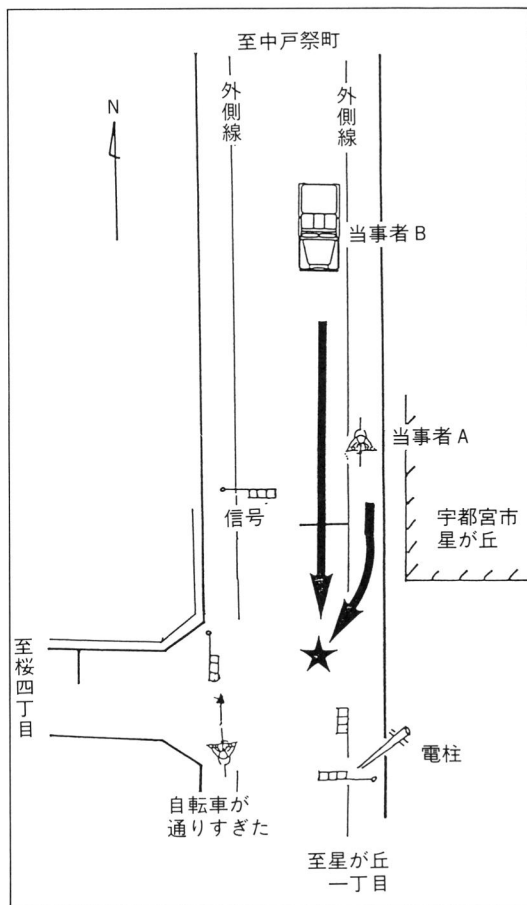 至中戸祭町
N
外側線
外側線
当事者B
当事者A
信号
宇都宮市
星が丘
至桜四丁目
電柱
自転車が
通りすぎた
至星が丘
一丁目